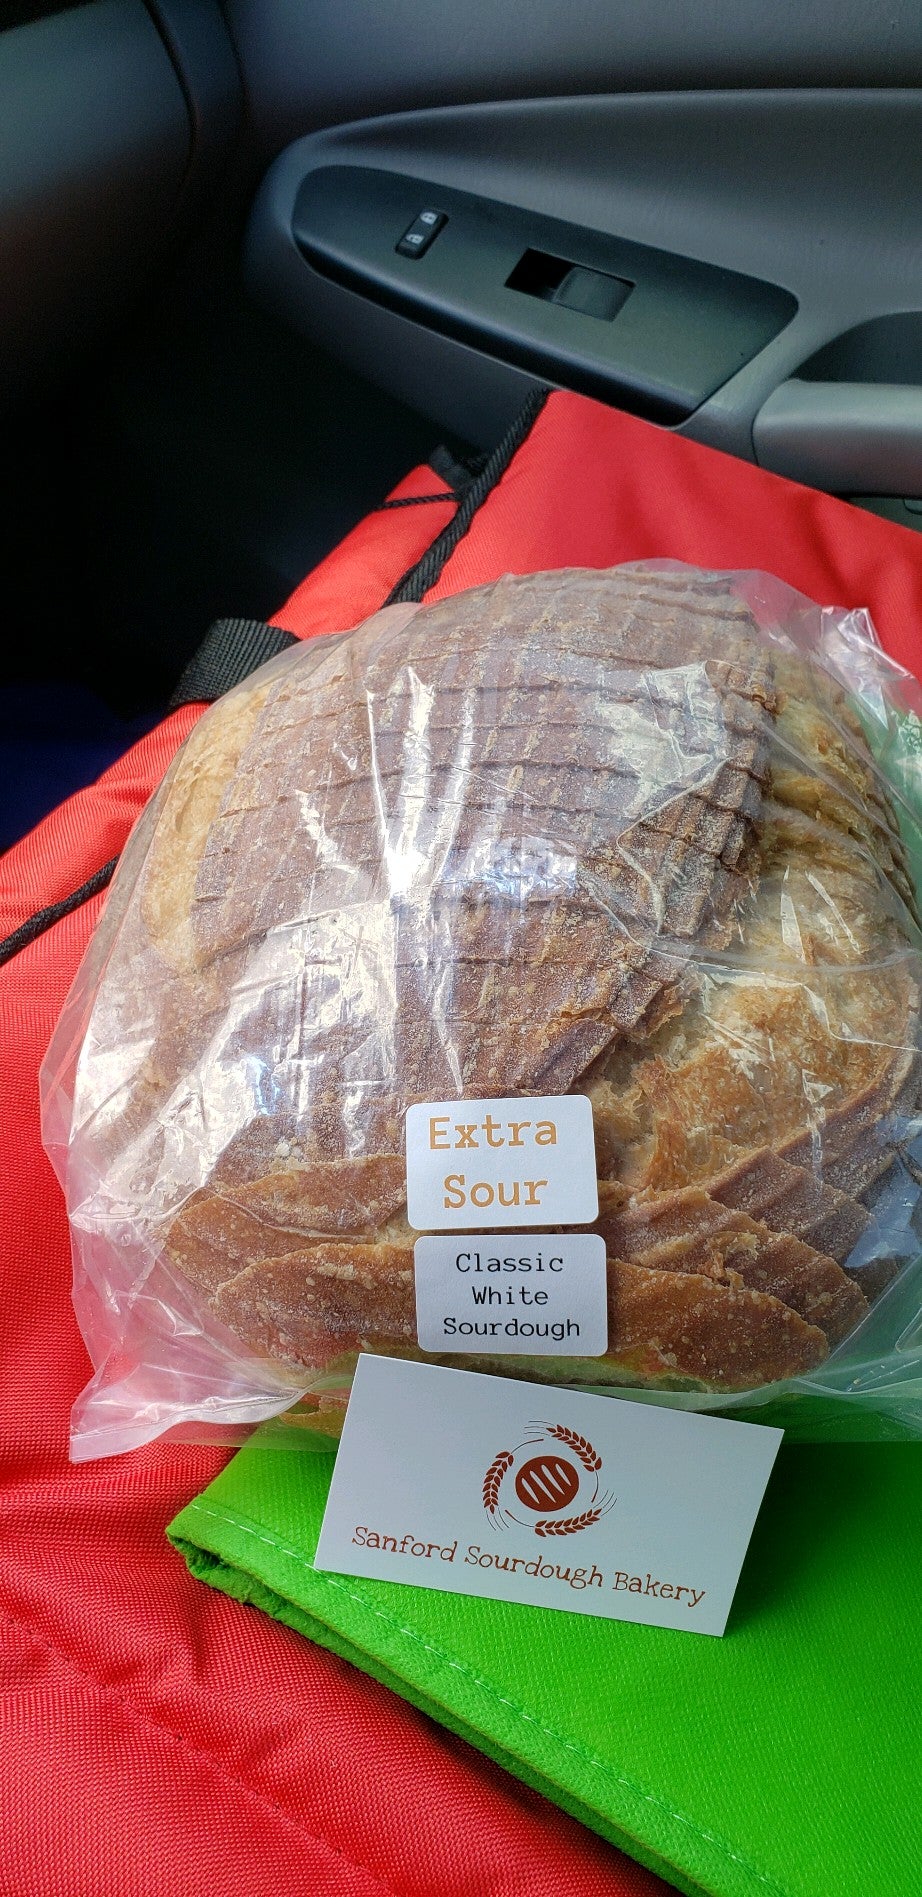 Extra
Sour
Classic
White
Sourdough
Sanford Sourdough Bakery